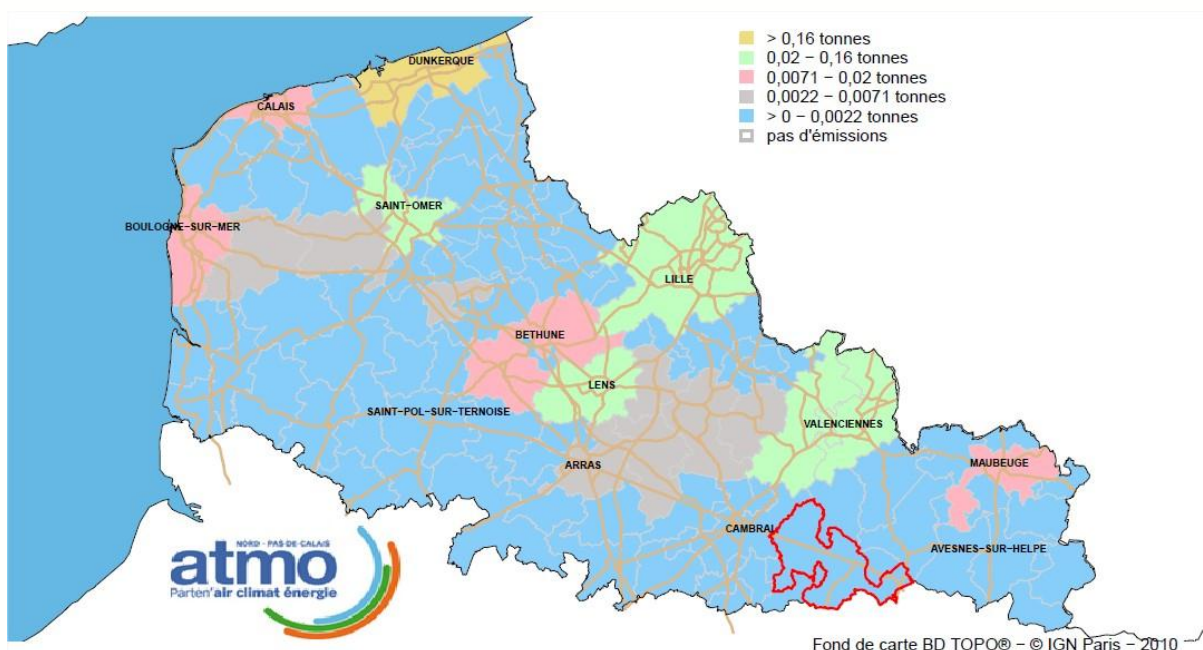 > 0,16 tonnes
0,02 − 0,16 tonnes
0,0071 − 0,02 tonnes
0,0022 − 0,0071 tonnes
> 0 − 0,0022 tonnes
pas d'émissions
DUNKERQUE
CALAIS
SAINT−OMER
BOULOGNE−SUR−MER
LILLE
BETHUNE
LENS
SAINT−POL−SUR−TERNOISE
VALENCIENNES
ARRAS
MAUBEUGE
CAMBRAI
AVESNES−SUR−HELPE
NORD - PAS-DE-CALAIS
atmo
Parten'air climat énergie
Fond de carte BD TOPO® − © IGN Paris − 2010